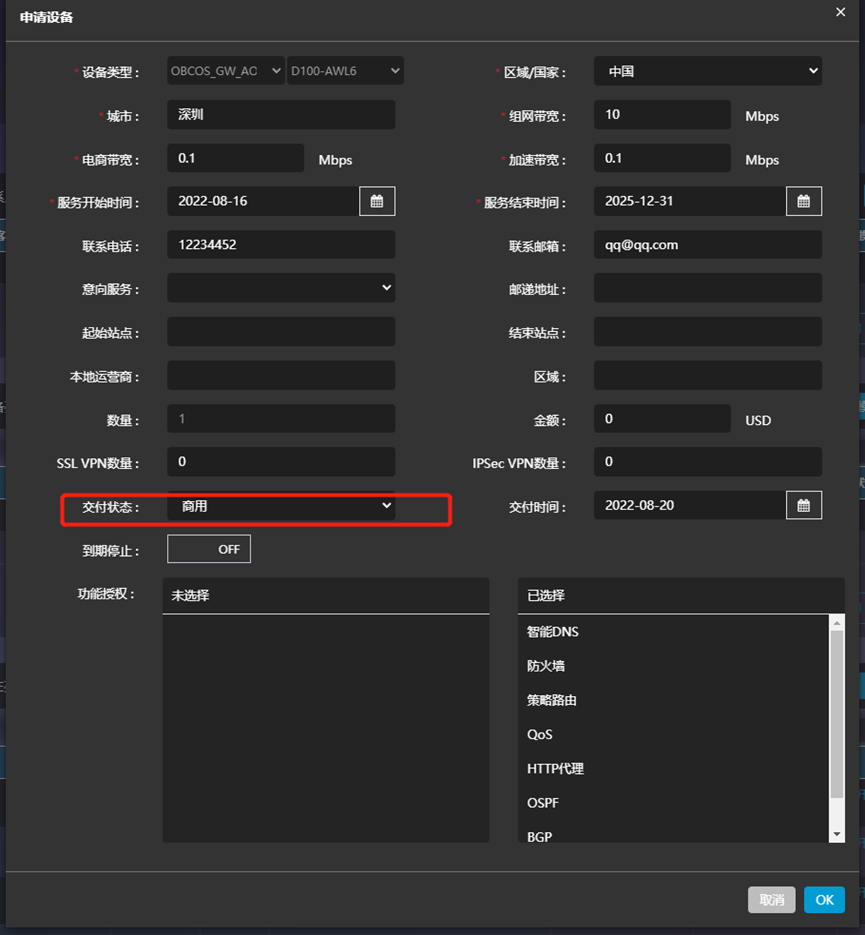 申请设备
* 设备类型： OBCOS_GW_AC D100-AWL6 * 区域/国家： 中国
* 城市： 深圳 * 组网带宽： 10 Mbps
* 电商带宽： 0.1 Mbps * 加速带宽： 0.1 Mbps
* 服务开始时间： 2022-08-16 * 服务结束时间： 2025-12-31
联系电话： 12234452 联系邮箱： qq@qq.com
意向服务： 邮递地址：
起始站点： 结束站点：
本地运营商： 区域：
数量： 1 金额： 0 USD
SSL VPN数量： 0 IPSec VPN数量： 0
交付状态： 商用 交付时间： 2022-08-20
到期停止： OFF
功能授权： 未选择 已选择
智能DNS
防火墙
策略路由
QoS
HTTP代理
OSPF
BGP
取消 OK